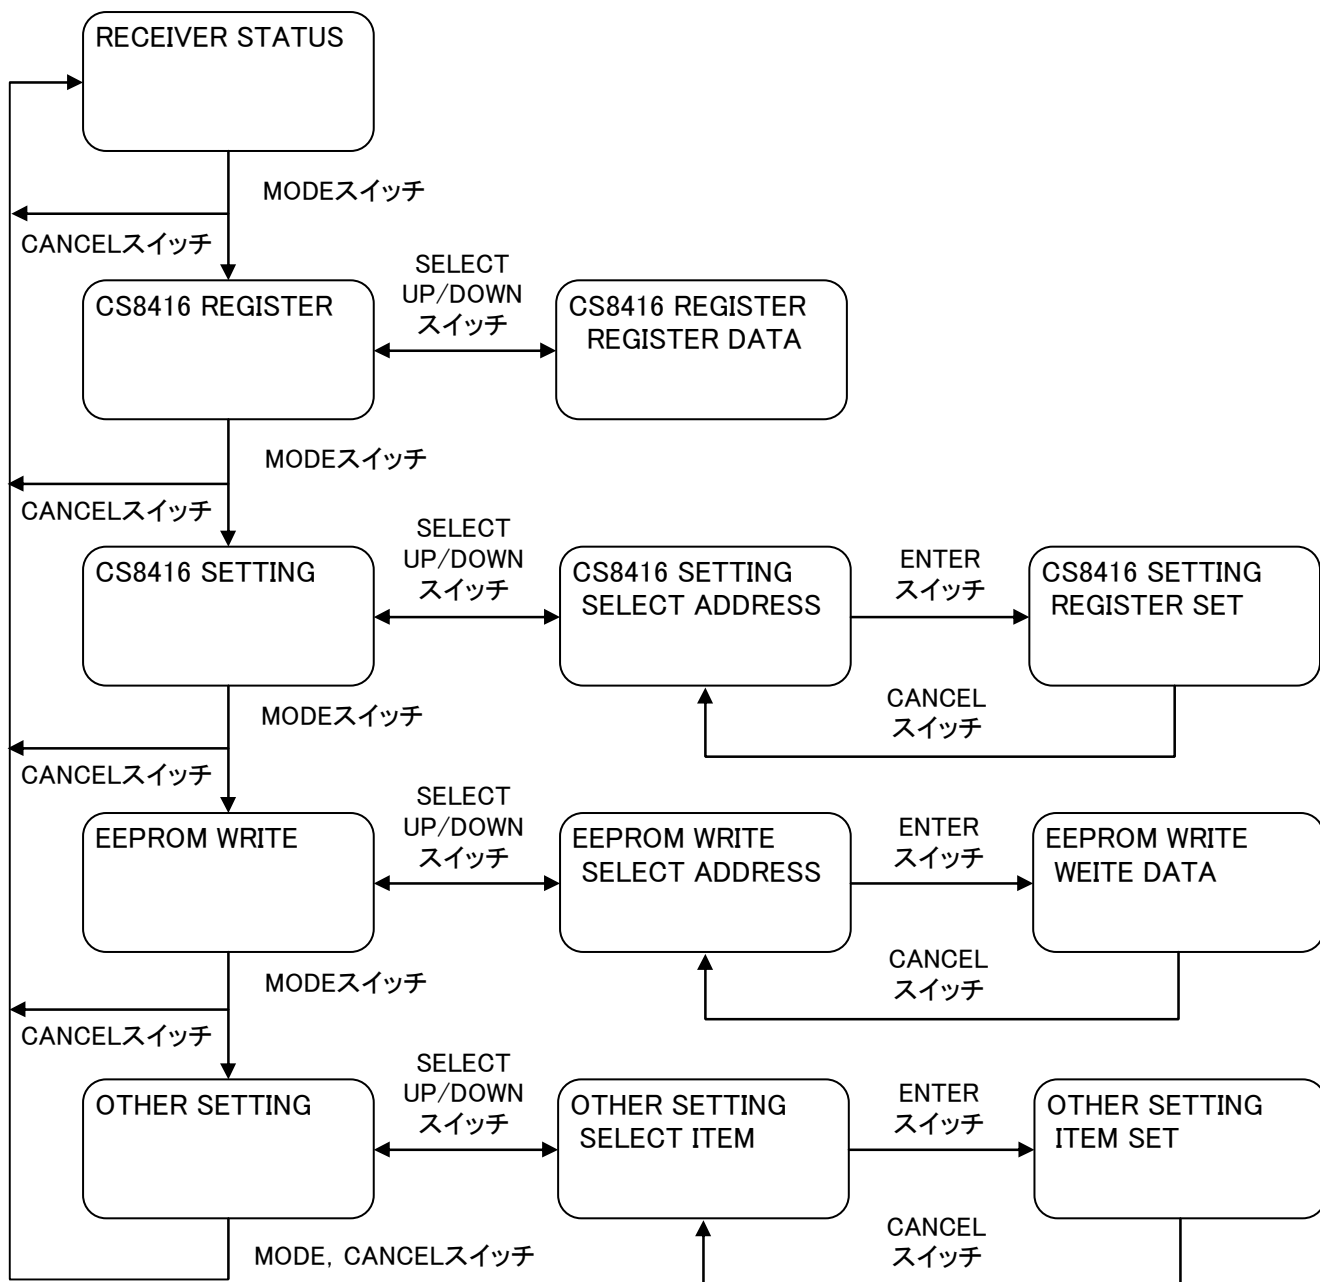 RECEIVER STATUS
MODEスイッチ
CANCELスイッチ
CS8416 REGISTER
SELECT
UP/DOWN
スイッチ
CS8416 REGISTER
REGISTER DATA
MODEスイッチ
CANCELスイッチ
CS8416 SETTING
SELECT
UP/DOWN
スイッチ
CS8416 SETTING
SELECT ADDRESS
ENTER
スイッチ
CS8416 SETTING
REGISTER SET
CANCEL
スイッチ
MODEスイッチ
CANCELスイッチ
EEPROM WRITE
SELECT
UP/DOWN
スイッチ
EEPROM WRITE
SELECT ADDRESS
ENTER
スイッチ
EEPROM WRITE
WEITE DATA
CANCEL
スイッチ
MODEスイッチ
CANCELスイッチ
OTHER SETTING
SELECT
UP/DOWN
スイッチ
OTHER SETTING
SELECT ITEM
ENTER
スイッチ
OTHER SETTING
ITEM SET
CANCEL
スイッチ
MODE, CANCELスイッチ